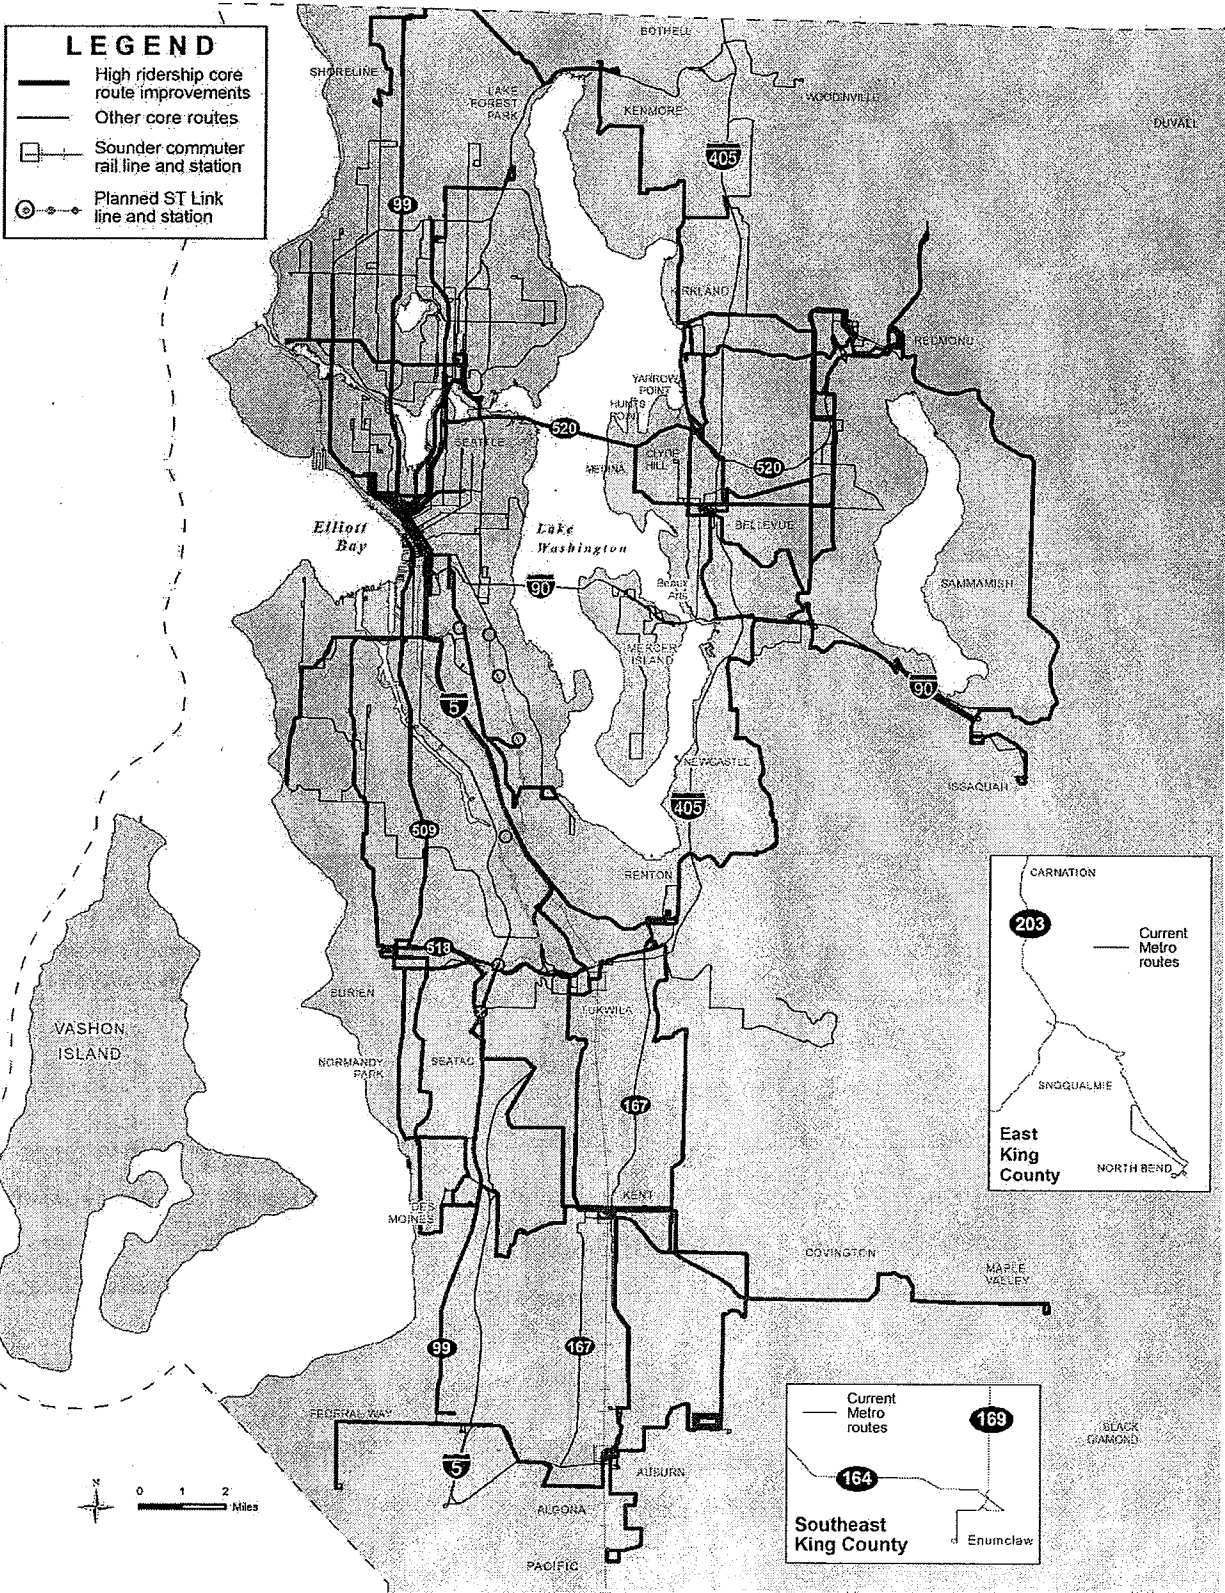 LEGEND
High ridership core
route improvements
Other core routes
Sounder commuter
rail line and station
Planned ST Link
line and station
BOTHELL
SHORELINE
LAKE
FOREST
PARK
KENMORE
WOODINVILLE
DUVALL
405
99
KIRKLAND
REDMOND
YARROW
POINT
HUNTS
POINT
520
SEATTLE
CLYDE
HILL
MEDINA
520
Elliott
Bay
Lake
Washington
BELLEVUE
90
Beaux
Arts
SAMMAMISH
MERCER
ISLAND
90
5
NEWCASTLE
ISSAQUAH
405
509
RENTON
518
BURIEN
TUKWILA
VASHON
ISLAND
NORMANDY
PARK
SEATAC
167
KENT
DES
MOINES
COVINGTON
MAPLE
VALLEY
99
167
FEDERAL WAY
BLACK
DIAMOND
5
AUBURN
ALGONA
PACIFIC
N
0 1 2
Miles
CARNATION
203
Current
Metro
routes
SNOQUALMIE
East
King
County
NORTH BEND
Current
Metro
routes
169
164
Southeast
King County
Enumclaw